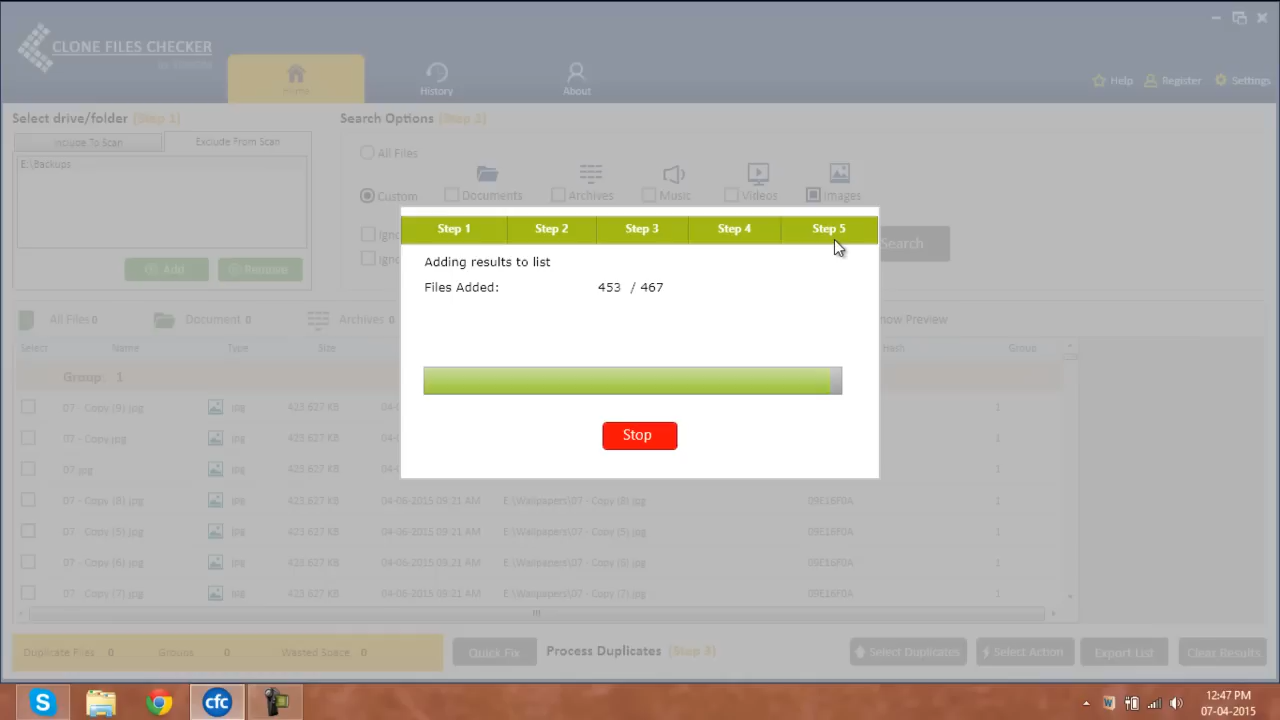 CLONE FILES CHECKER
Home
History
About
Help
Register
Settings
Select drive/folder (Step 1)
Search Options (Step 2)
Include To Scan
Exclude From Scan
E:\Backups
All Files
Custom
Documents
Archives
Music
Videos
Images
Search
Add
Remove
Step 1
Step 2
Step 3
Step 4
Step 5
Adding results to list
Files Added: 453 / 467
Stop
All Files 0
Document 0
Archives 0
Preview
Select Name Type Size Hash Group
Group: 1
07 - Copy (9).jpg jpg 423.627 KB 1
07 - Copy.jpg jpg 423.627 KB 1
07.jpg jpg 423.627 KB 1
07 - Copy (8).jpg jpg 423.627 KB 04-06-2015 09:21 AM E:\Wallpapers\07 - Copy (8).jpg 09E16F0A 1
07 - Copy (5).jpg jpg 423.627 KB 04-06-2015 09:21 AM E:\Wallpapers\07 - Copy (5).jpg 09E16F0A 1
07 - Copy (6).jpg jpg 423.627 KB 04-06-2015 09:21 AM E:\Wallpapers\07 - Copy (6).jpg 09E16F0A 1
07 - Copy (7).jpg jpg 423.627 KB 04-06-2015 09:21 AM E:\Wallpapers\07 - Copy (7).jpg 09E16F0A 1
Duplicate Files 0 Groups 0 Wasted Space 0
Quick Fix
Process Duplicates (Step 3)
Select Duplicates
Select Action
Export List
Clear Results
cfc
12:47 PM
07-04-2015